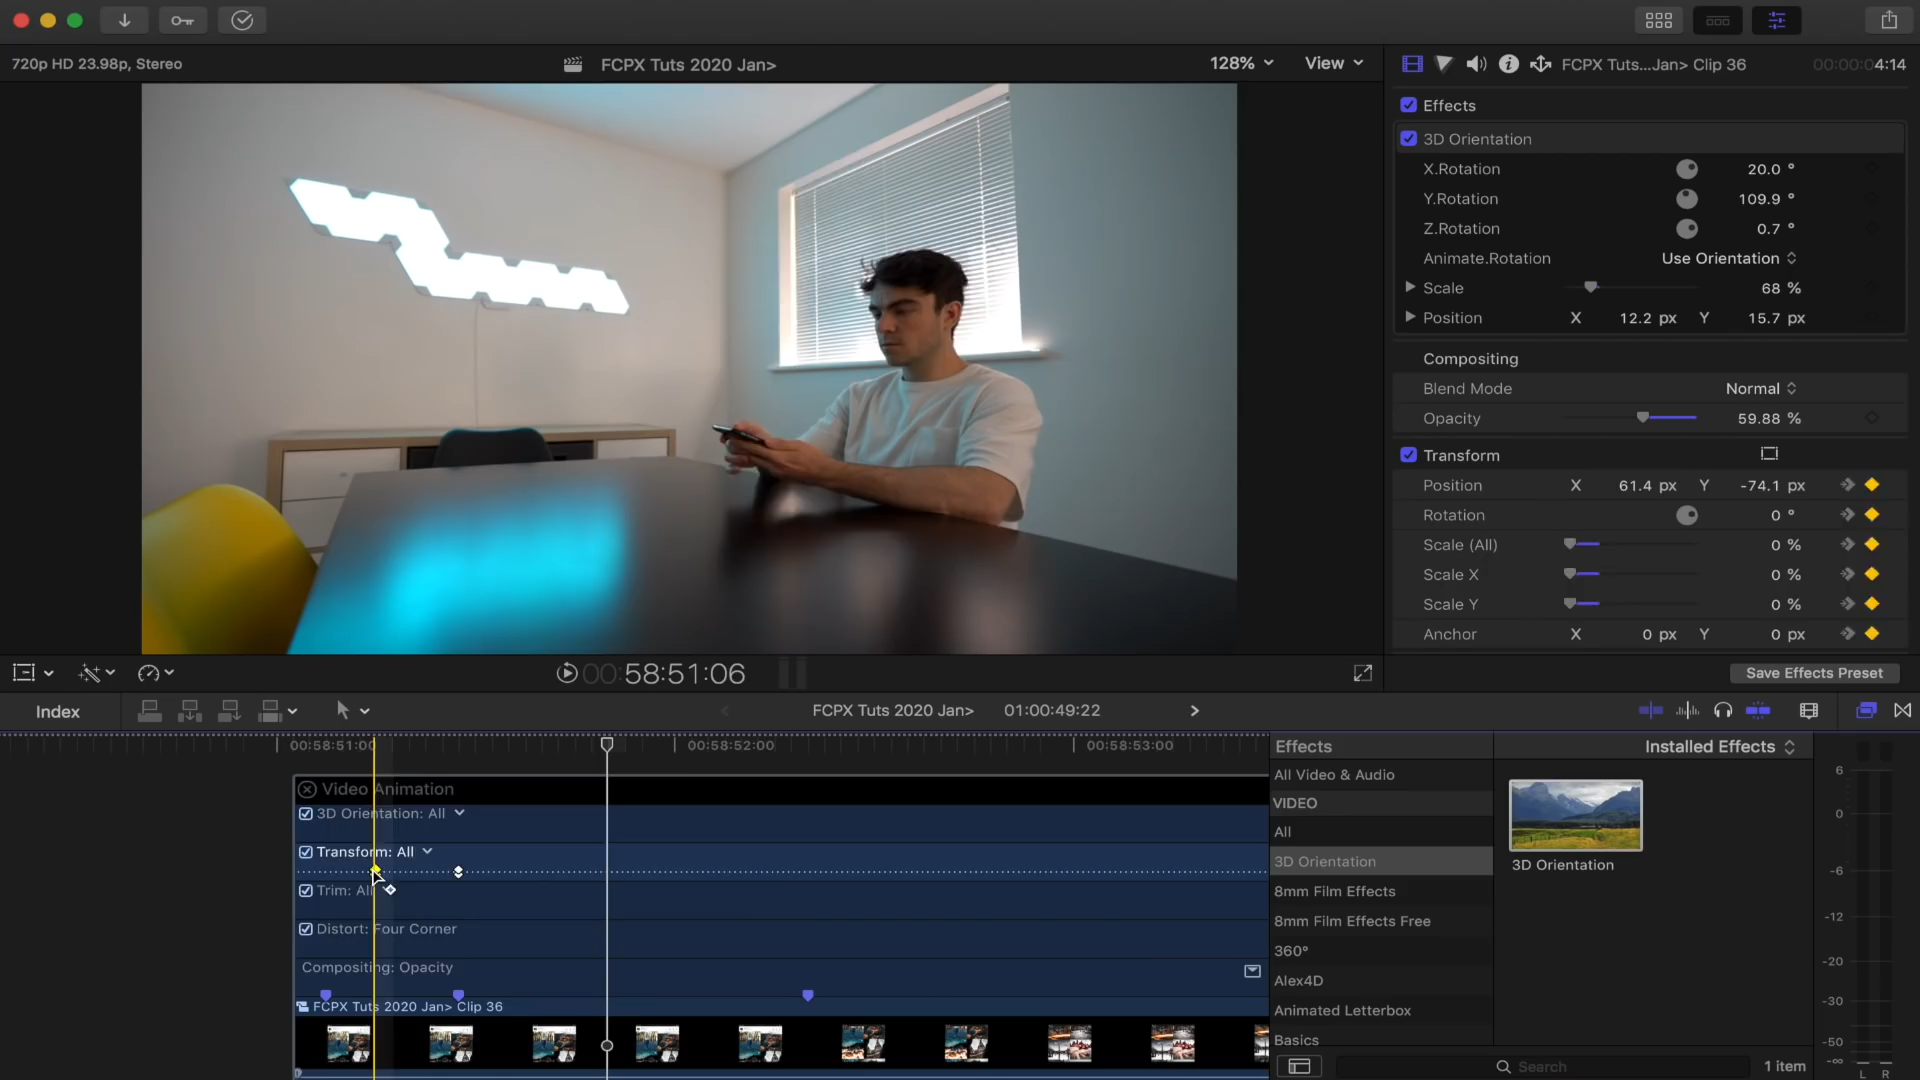 720p HD 23.98p, Stereo
FCPX Tuts 2020 Jan>
128%
View
FCPX Tuts...Jan> Clip 36
00:00:04:14
Effects
3D Orientation
X.Rotation 20.0 °
Y.Rotation 109.9 °
Z.Rotation 0.7 °
Animate.Rotation Use Orientation
Scale 68 %
Position X 12.2 px Y 15.7 px
Compositing
Blend Mode Normal
Opacity 59.88 %
Transform
Position X 61.4 px Y -74.1 px
Rotation 0 °
Scale (All) 0 %
Scale X 0 %
Scale Y 0 %
Anchor X 0 px Y 0 px
00:58:51:06
Save Effects Preset
Index
FCPX Tuts 2020 Jan>
01:00:49:22
00:58:51:00
00:58:52:00
00:58:53:00
Video Animation
3D Orientation: All
Transform: All
Trim: All
Distort: Four Corner
Compositing: Opacity
FCPX Tuts 2020 Jan> Clip 36
Effects
Installed Effects
All Video & Audio
VIDEO
All
3D Orientation
8mm Film Effects
8mm Film Effects Free
360°
Alex4D
Animated Letterbox
Basics
3D Orientation
Search
1 item
6
0
-6
-12
-20
-30
-50
-∞
L R